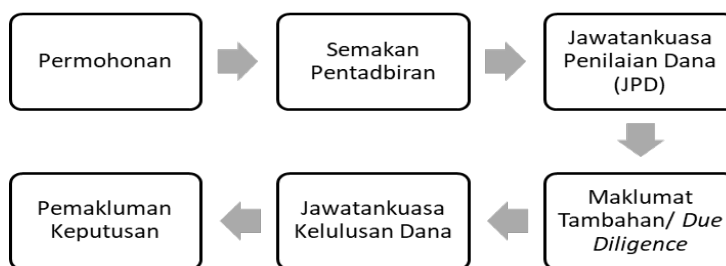 Permohonan
Semakan
Pentadbiran
Jawatankuasa
Penilaian Dana
(JPD)
Maklumat
Tambahan/ Due
Diligence
Jawatankuasa
Kelulusan Dana
Pemakluman
Keputusan